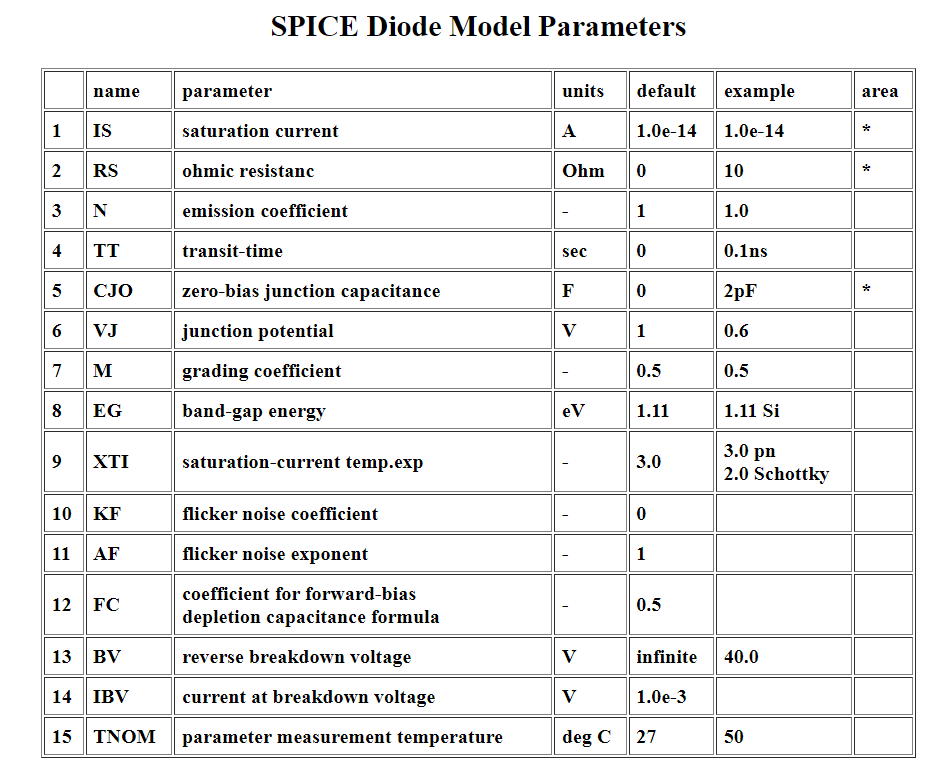 SPICE Diode Model Parameters
name parameter units default example area
1 IS saturation current A 1.0e-14 1.0e-14 *
2 RS ohmic resistanc Ohm 0 10 *
3 N emission coefficient - 1 1.0
4 TT transit-time sec 0 0.1ns
5 CJO zero-bias junction capacitance F 0 2pF *
6 VJ junction potential V 1 0.6
7 M grading coefficient - 0.5 0.5
8 EG band-gap energy eV 1.11 1.11 Si
9 XTI saturation-current temp.exp - 3.0 3.0 pn
2.0 Schottky
10 KF flicker noise coefficient - 0
11 AF flicker noise exponent - 1
12 FC coefficient for forward-bias
depletion capacitance formula - 0.5
13 BV reverse breakdown voltage V infinite 40.0
14 IBV current at breakdown voltage V 1.0e-3
15 TNOM parameter measurement temperature deg C 27 50